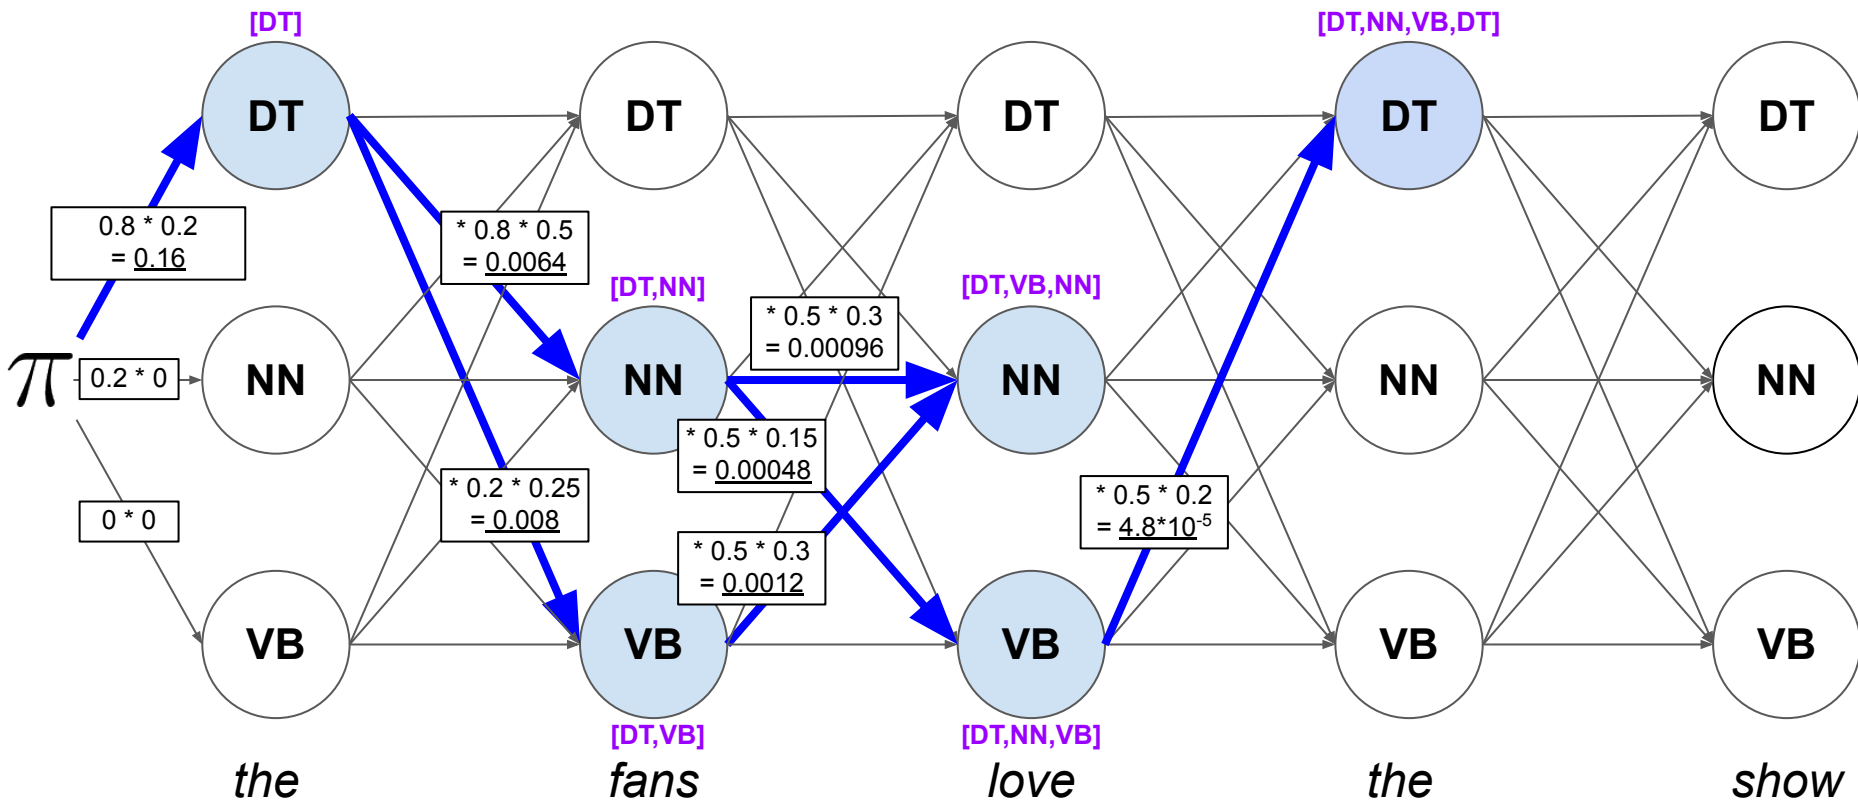 [DT]
[DT,NN,VB,DT]
DT
DT
DT
DT
DT
0.8 * 0.2
= 0.16
* 0.8 * 0.5
= 0.0064
[DT,NN]
[DT,VB,NN]
* 0.5 * 0.3
= 0.00096
π
0.2 * 0
NN
NN
NN
NN
NN
* 0.5 * 0.15
= 0.00048
* 0.2 * 0.25
= 0.008
* 0.5 * 0.2
= 4.8*10⁻⁵
0 * 0
* 0.5 * 0.3
= 0.0012
VB
VB
VB
VB
VB
[DT,VB]
[DT,NN,VB]
the
fans
love
the
show